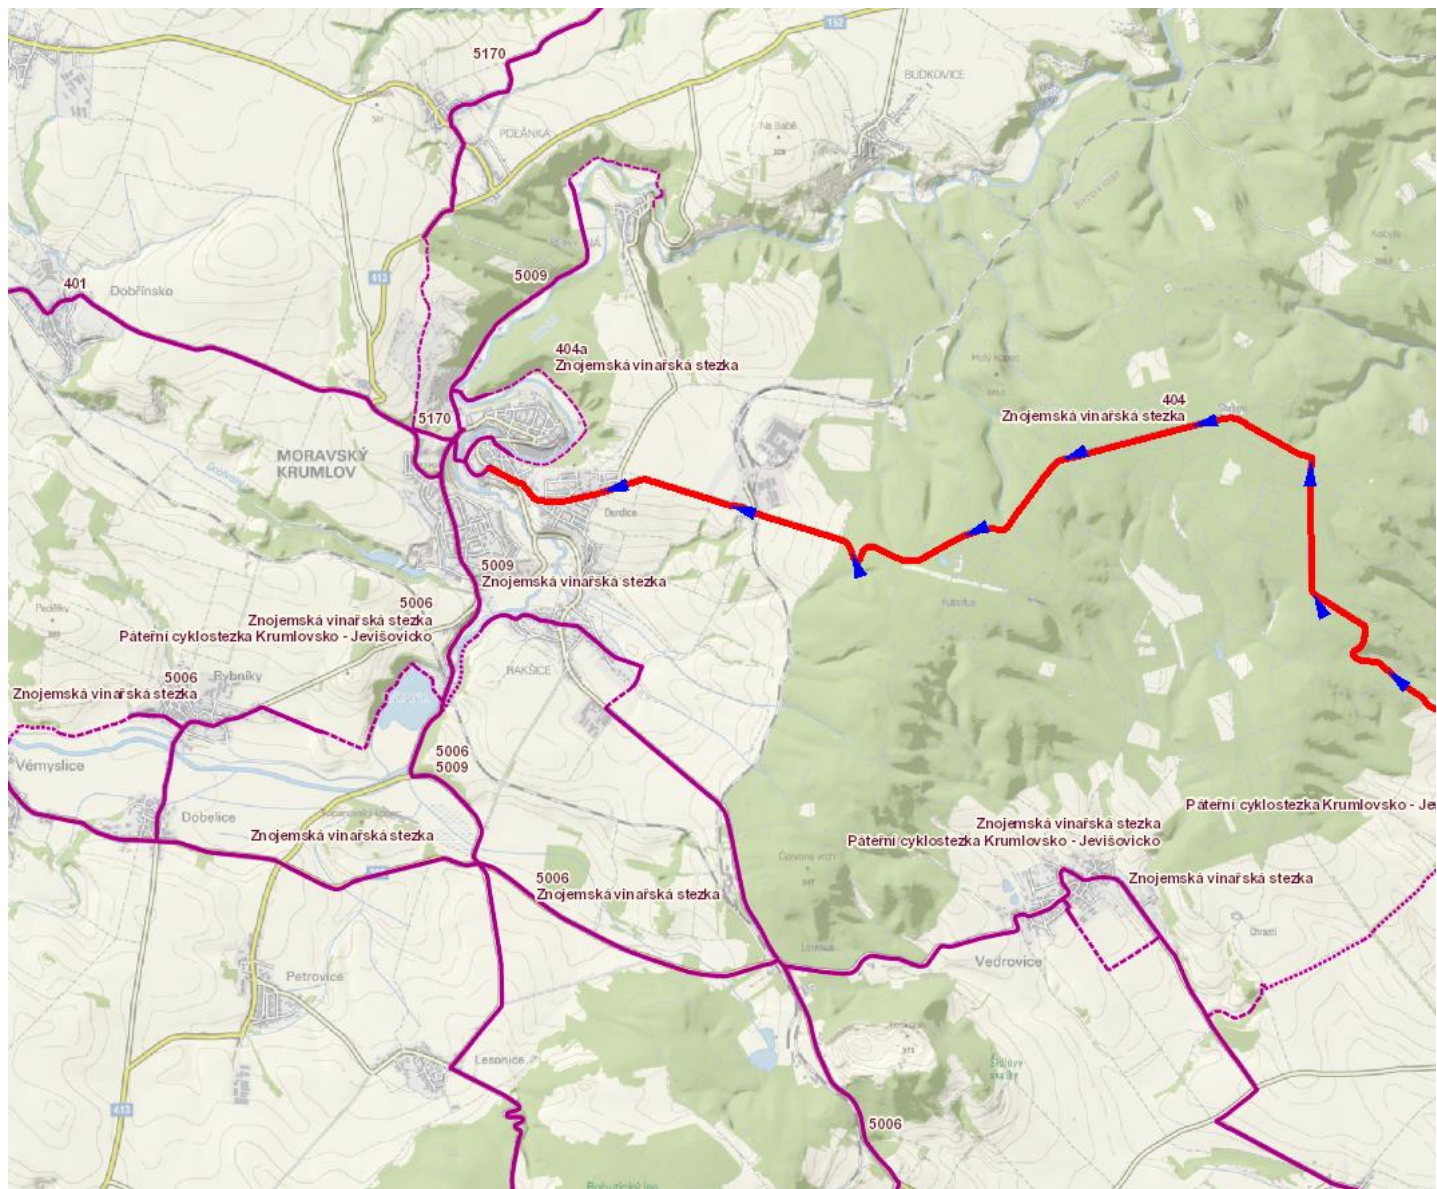 152
5170
BUDKOVICE
Na Babě
POLÁNKA
413
5009
401
Dobřínsko
404a
Znojemská vinařská stezka
404
Znojemská vinařská stezka
5170
MORAVSKÝ
KRUMLOV
5009
Znojemská vinařská stezka
5006
Znojemská vinařská stezka
Páteřní cyklostezka Krumlovsko - Jevišovicko
RAKŠICE
5006
Rybníky
Znojemská vinařská stezka
5006
5009
Vémyslice
Dobelice
Znojemská vinařská stezka
Páteřní cyklostezka Krumlovsko - Je
Znojemská vinařská stezka
Páteřní cyklostezka Krumlovsko - Jevišovicko
5006
Znojemská vinařská stezka
Znojemská vinařská stezka
Vedrovice
Petrovice
Lesonice
413
5006